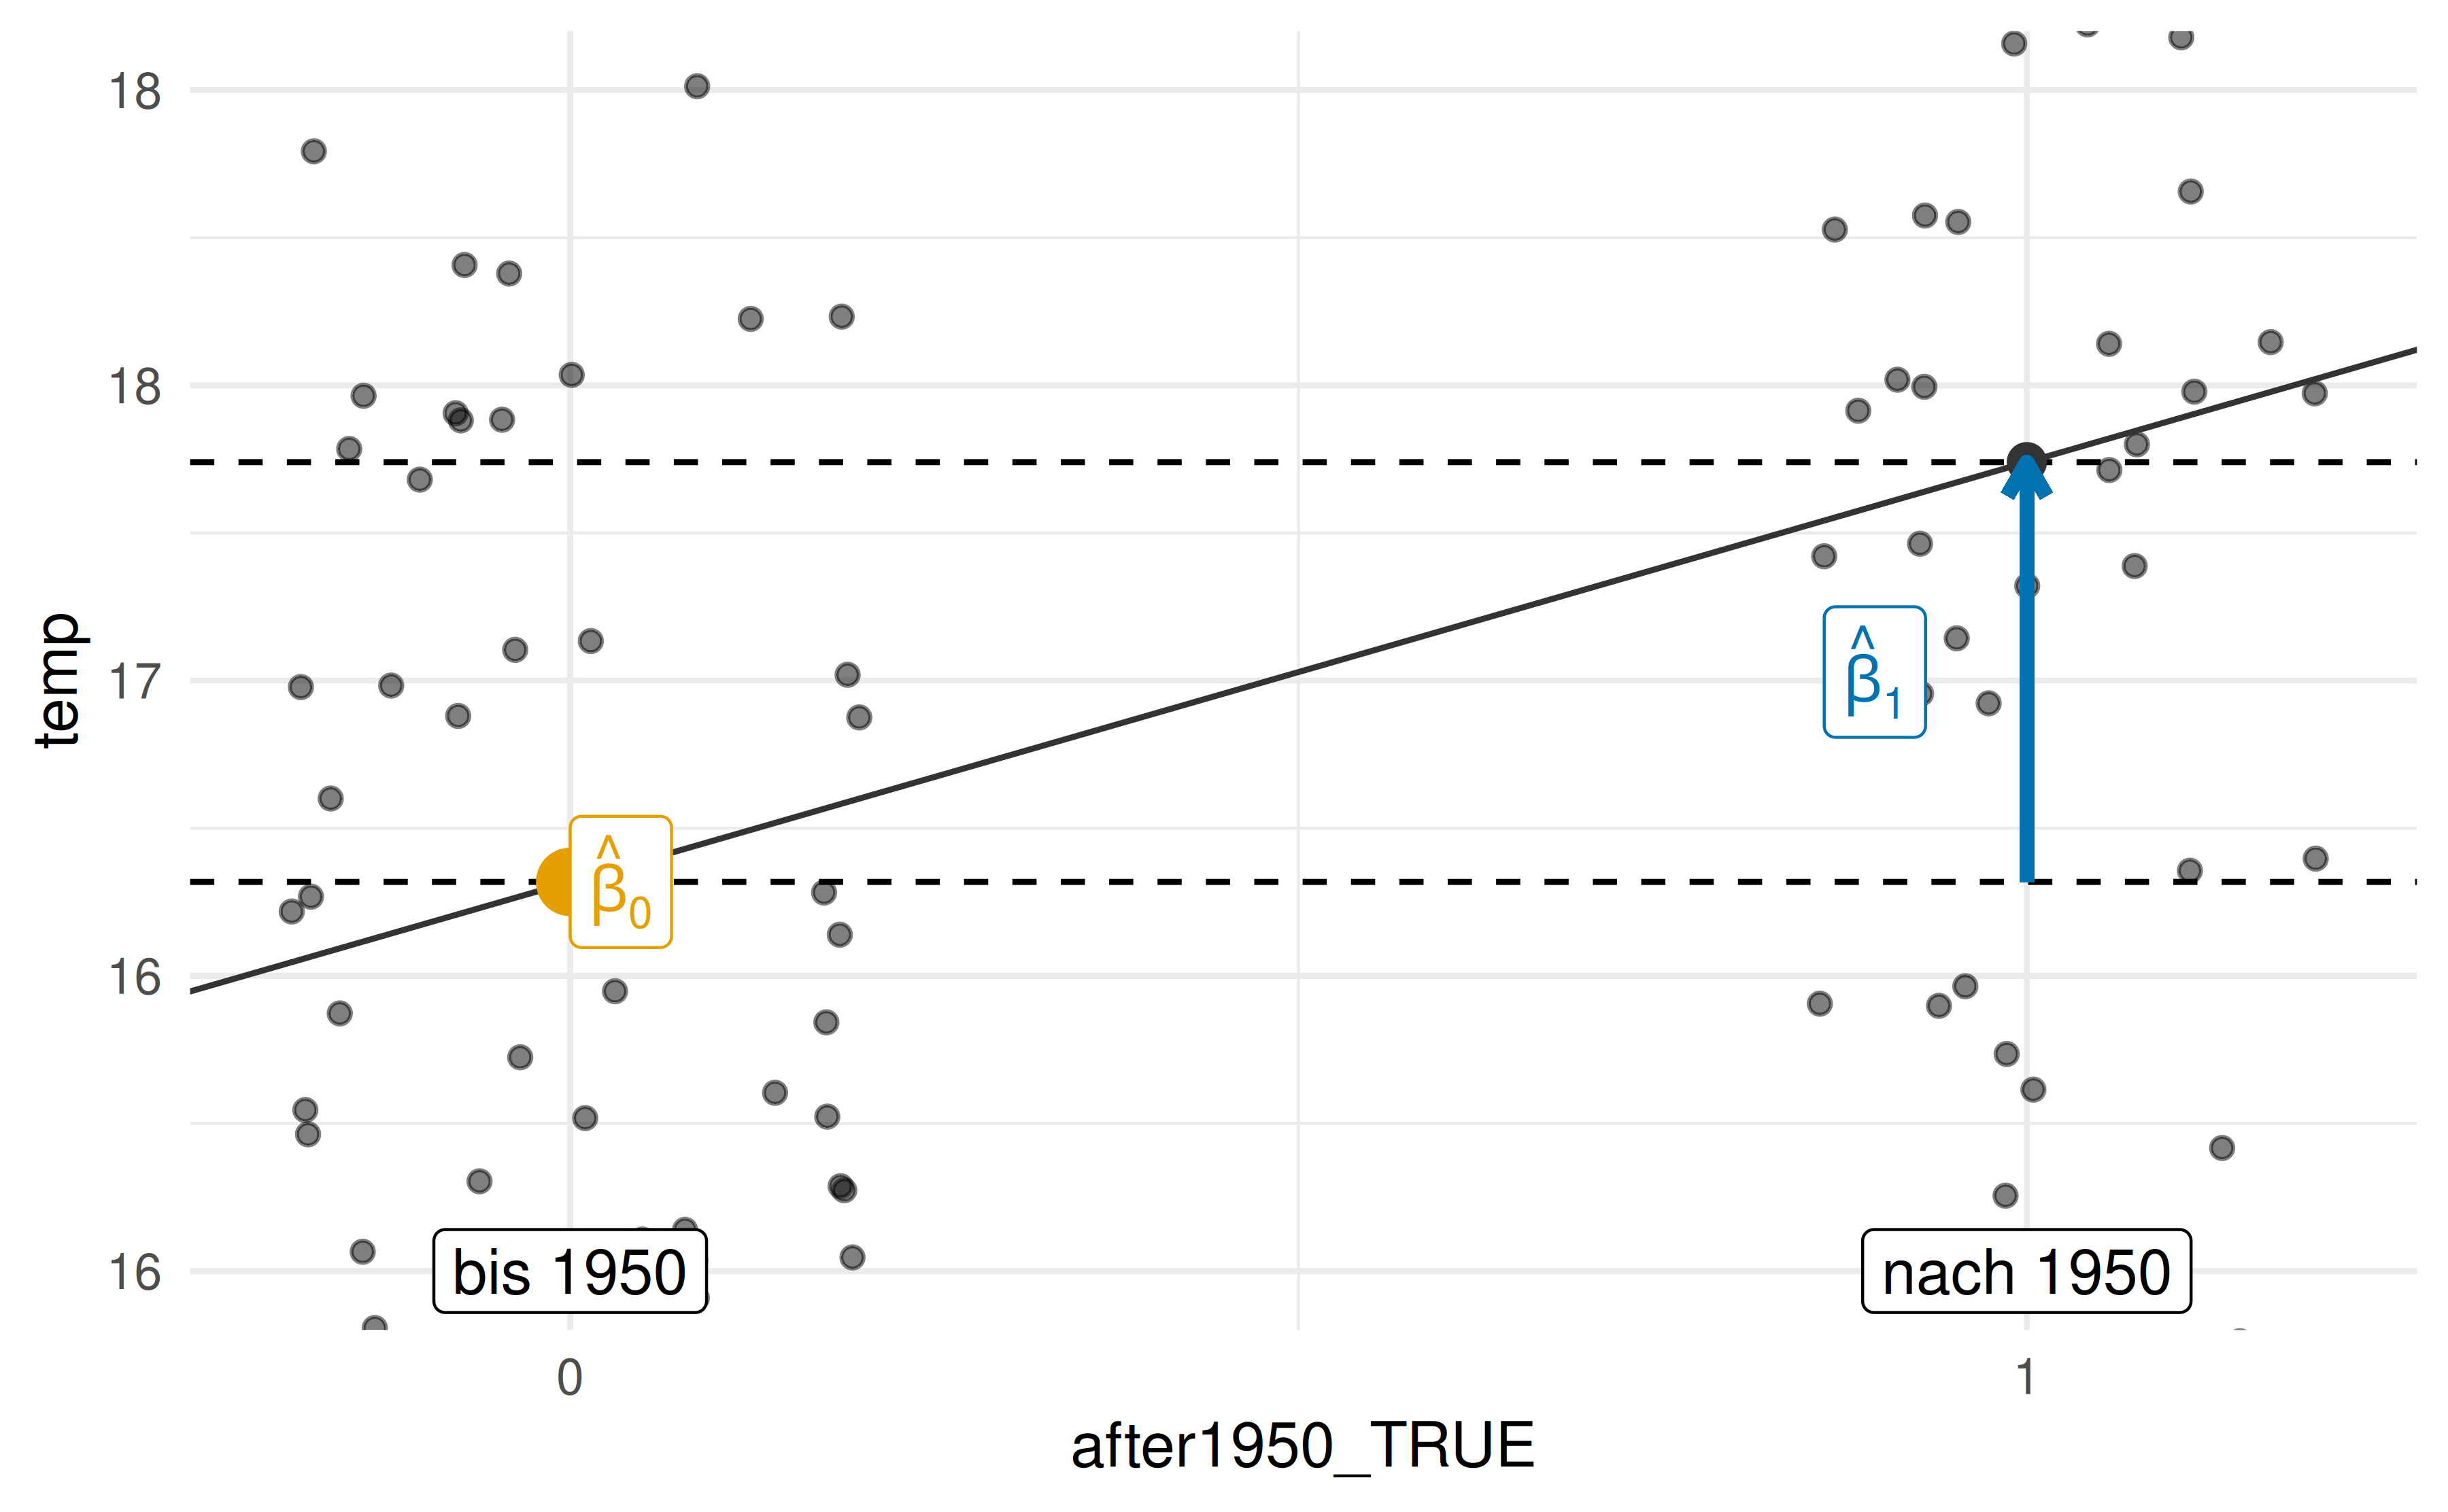 18
18
17
16
16
temp
β̂₁
β̂₀
bis 1950
nach 1950
0
1
after1950_TRUE